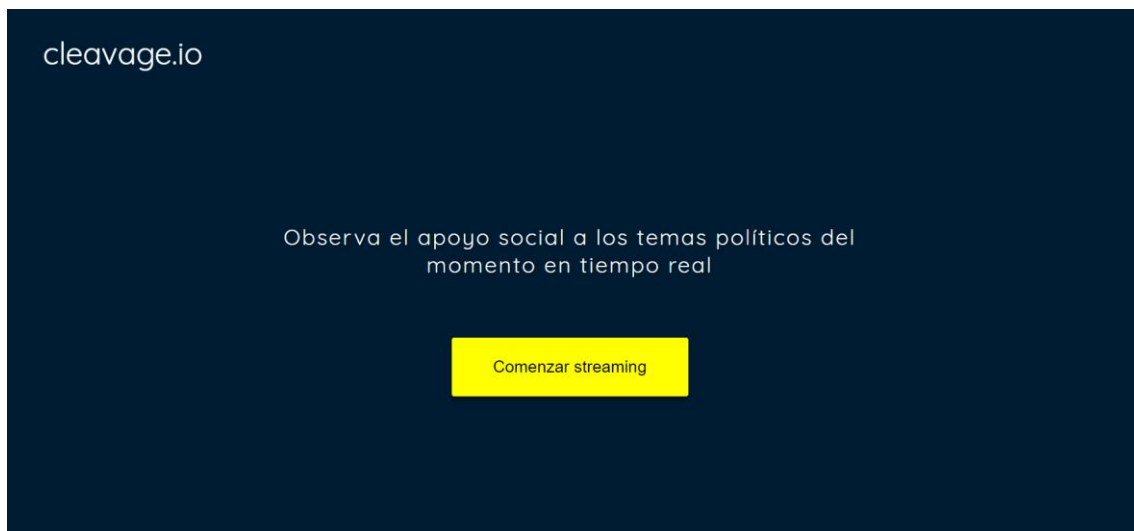 cleavage.io
Observa el apoyo social a los temas políticos del
momento en tiempo real
Comenzar streaming